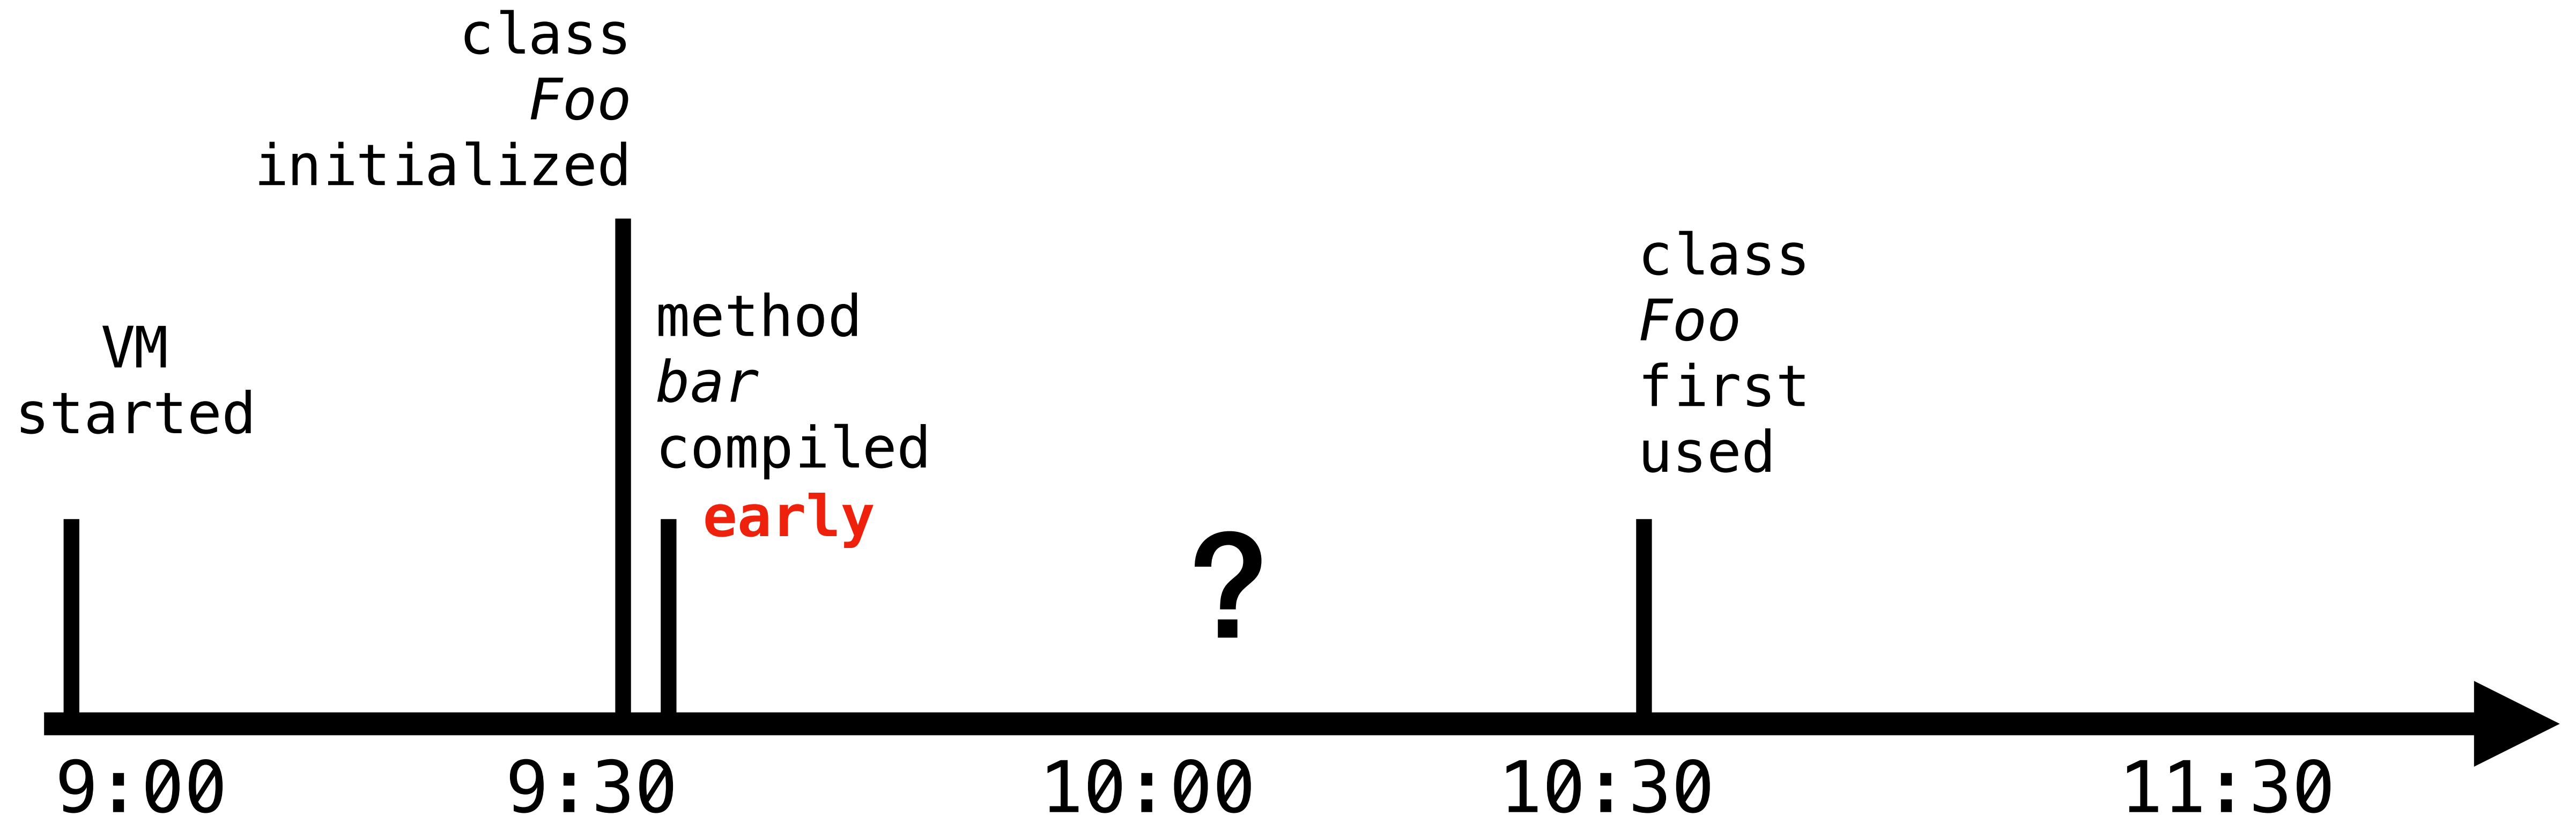 class
Foo
initialized
VM
started
method
bar
compiled
early
?
class
Foo
first
used
9:00
9:30
10:00
10:30
11:30